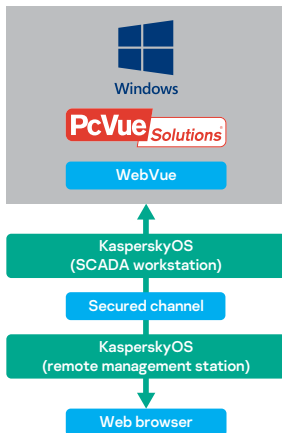 Windows
PcVue Solutions®
WebVue
KasperskyOS
(SCADA workstation)
Secured channel
KasperskyOS
(remote management station)
Web browser